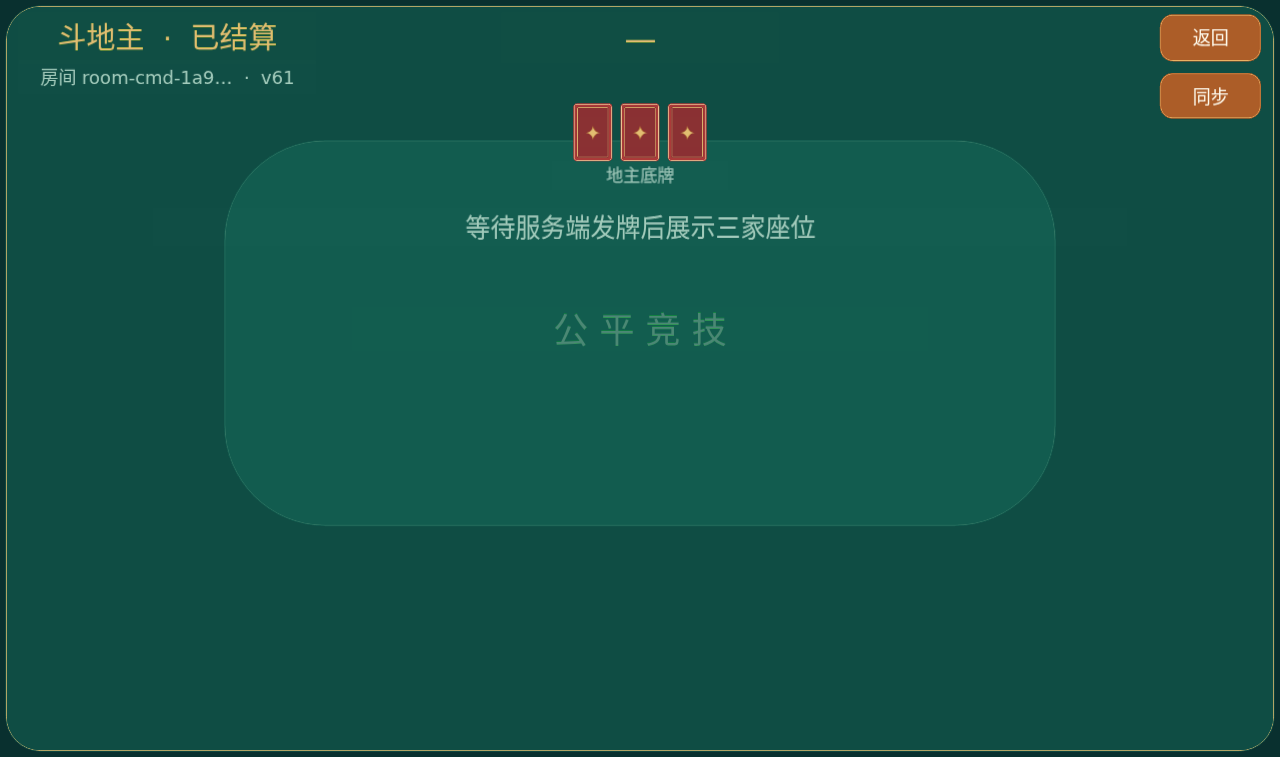 斗地主 · 已结算
—
返回
房间 room-cmd-1a9... · v61
同步
地主底牌
等待服务端发牌后展示三家座位
公平竞技